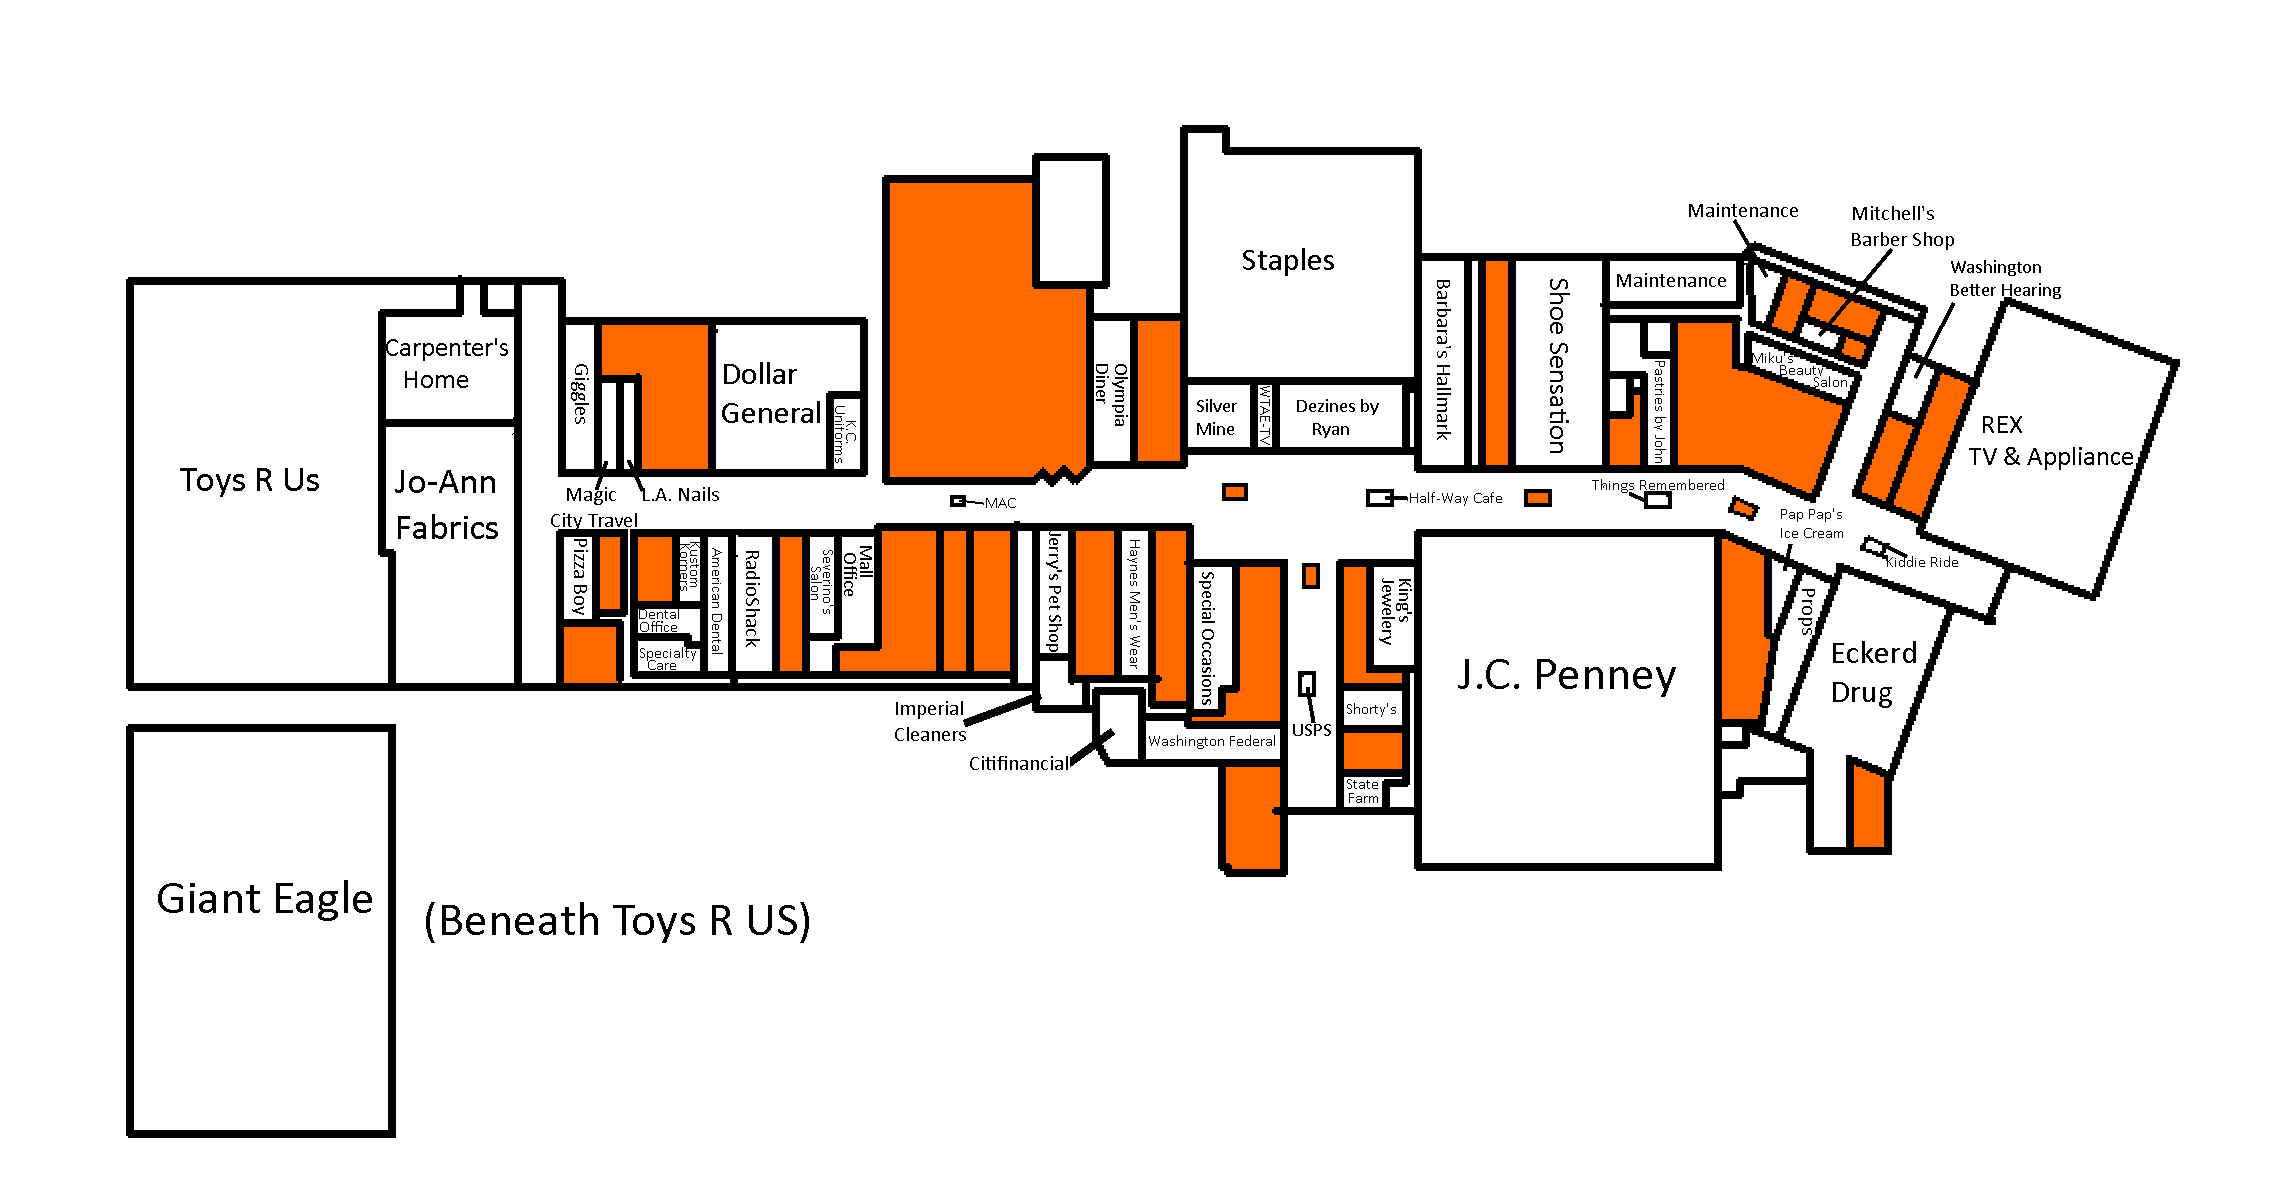 Maintenance
Mitchell's
Barber Shop
Washington
Better Hearing
Staples
Maintenance
Carpenter's
Home
Giggles
Dollar
General
K.C.
Uniforms
Olympia
Diner
Silver
Mine
WTAE-TV
Dezines by
Ryan
Barbara's Hallmark
Shoe Sensation
Pastries by John
Miku's
Beauty
Salon
REX
TV & Appliance
Toys R Us
Jo-Ann
Fabrics
Magic
City Travel
L.A. Nails
MAC
Half-Way Cafe
Things Remembered
Pap Pap's
Ice Cream
Kiddie Ride
Pizza Boy
Kustom
Korners
Dental
Office
Specialty
Care
American Dental
RadioShack
Severino's
Salon
Mall
Office
Jerry's Pet Shop
Haynes Men's Wear
Special Occasions
King's
Jewelery
Props
Eckerd
Drug
J.C. Penney
Imperial
Cleaners
Citifinancial
Washington Federal
USPS
Shorty's
State
Farm
Giant Eagle
(Beneath Toys R US)